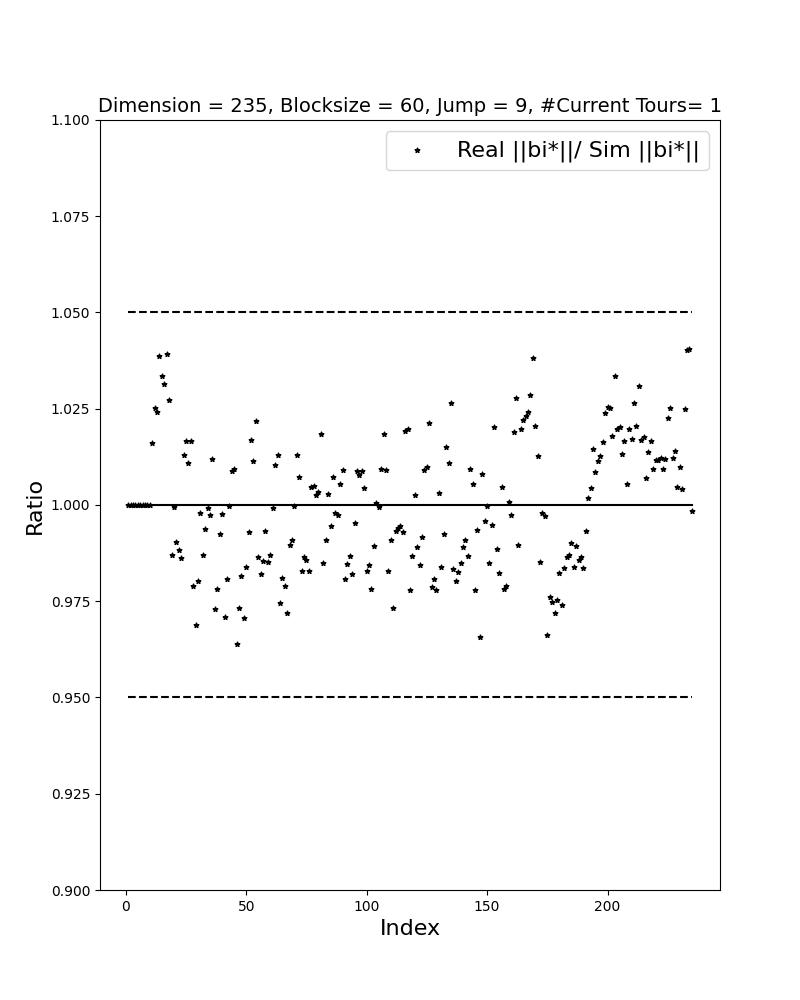 Dimension = 235, Blocksize = 60, Jump = 9, #Current Tours= 1
Real ||bi*||/ Sim ||bi*||
Ratio
1.100
1.075
1.050
1.025
1.000
0.975
0.950
0.925
0.900
0 50 100 150 200
Index